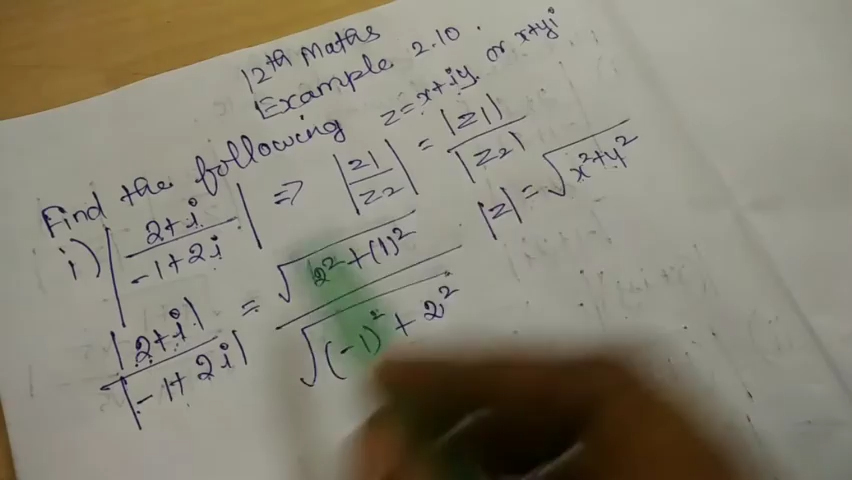 12th Maths
Example 2.10.
Find the following z = x+iy or x+yi
i) |2+i / -1+2i| => |z1 / z2| = |z1| / |z2| |z| = √x²+y²
|2+i| / |-1+2i| = √2²+(1)² / √(-1)²+2²